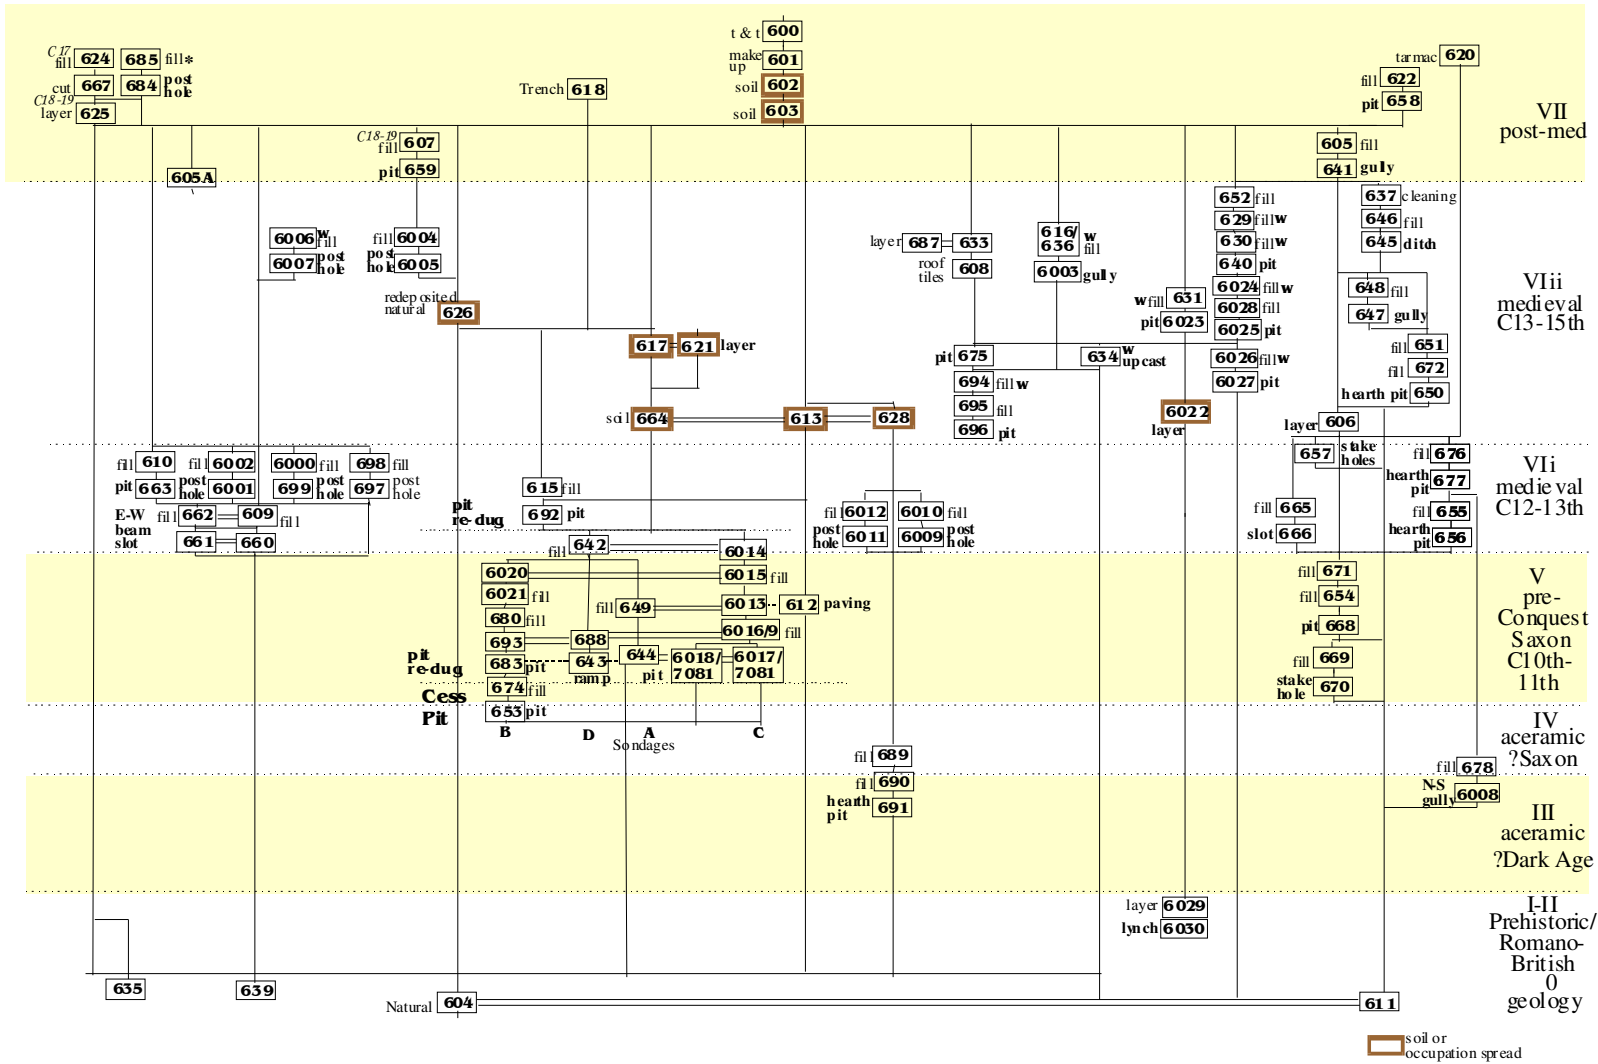 t & t 600
make up 601
soil 602
soil 603
C17 fill 624
685 fill*
cut 667
684 post hole
C18-19 layer 625
Trench 618
tarmac 620
fill 622
pit 658
VII
post-med
605A
C18-19 fill 607
pit 659
605 fill
641 gully
6006 w fill
6007 post hole
fill 6004
post hole 6005
redeposited natural 626
617
621 layer
soil 664
613
628
layer 687
633
roof tiles 608
616/ 636 w fill
6003 gully
652 fill
629 fill w
630 fill w
640 pit
6024 fill w
6028 fill
6025 pit
w fill 631
pit 6023
637 cleaning
646 fill
645 ditch
648 fill
647 gully
fill 651
fill 672
hearth pit 650
pit 675
634 w upcast
694 fill w
695 fill
696 pit
6026 fill w
6027 pit
6022
layer
layer 606
VIii
medieval
C13-15th
fill 610
pit 663
fill 6002
post hole 6001
6000 fill
699 post hole
698 fill
697 post hole
E-W beam slot
fill 662
609 fill
661
660
615 fill
pit re-dug
692 pit
fill 6012
post hole 6011
6010 fill
6009 post hole
657 stake holes
fill 676
hearth pit 677
fill 665
slot 666
fill 655
hearth pit 656
VIi
medieval
C12-13th
fill 642
6014
6020
6015 fill
6021 fill
fill 649
6013
612 paving
680 fill
6016/9 fill
693
688
pit re-dug
683 pit
643
ramp
644
pit
6018/ 7081
6017/ 7081
674 fill
Cess Pit
653 pit
B
D
A
C
Sondages
fill 671
fill 654
pit 668
fill 669
stake hole 670
V
pre-
Conquest
Saxon
C10th-
11th
fill 689
fill 690
hearth pit 691
fill 678
N-S gully 6008
IV
aceramic
?Saxon
III
aceramic
?Dark Age
layer 6029
lynch 6030
I-II
Prehistoric/
Romano-
British
0
geology
635
639
Natural 604
611
soil or
occupation spread